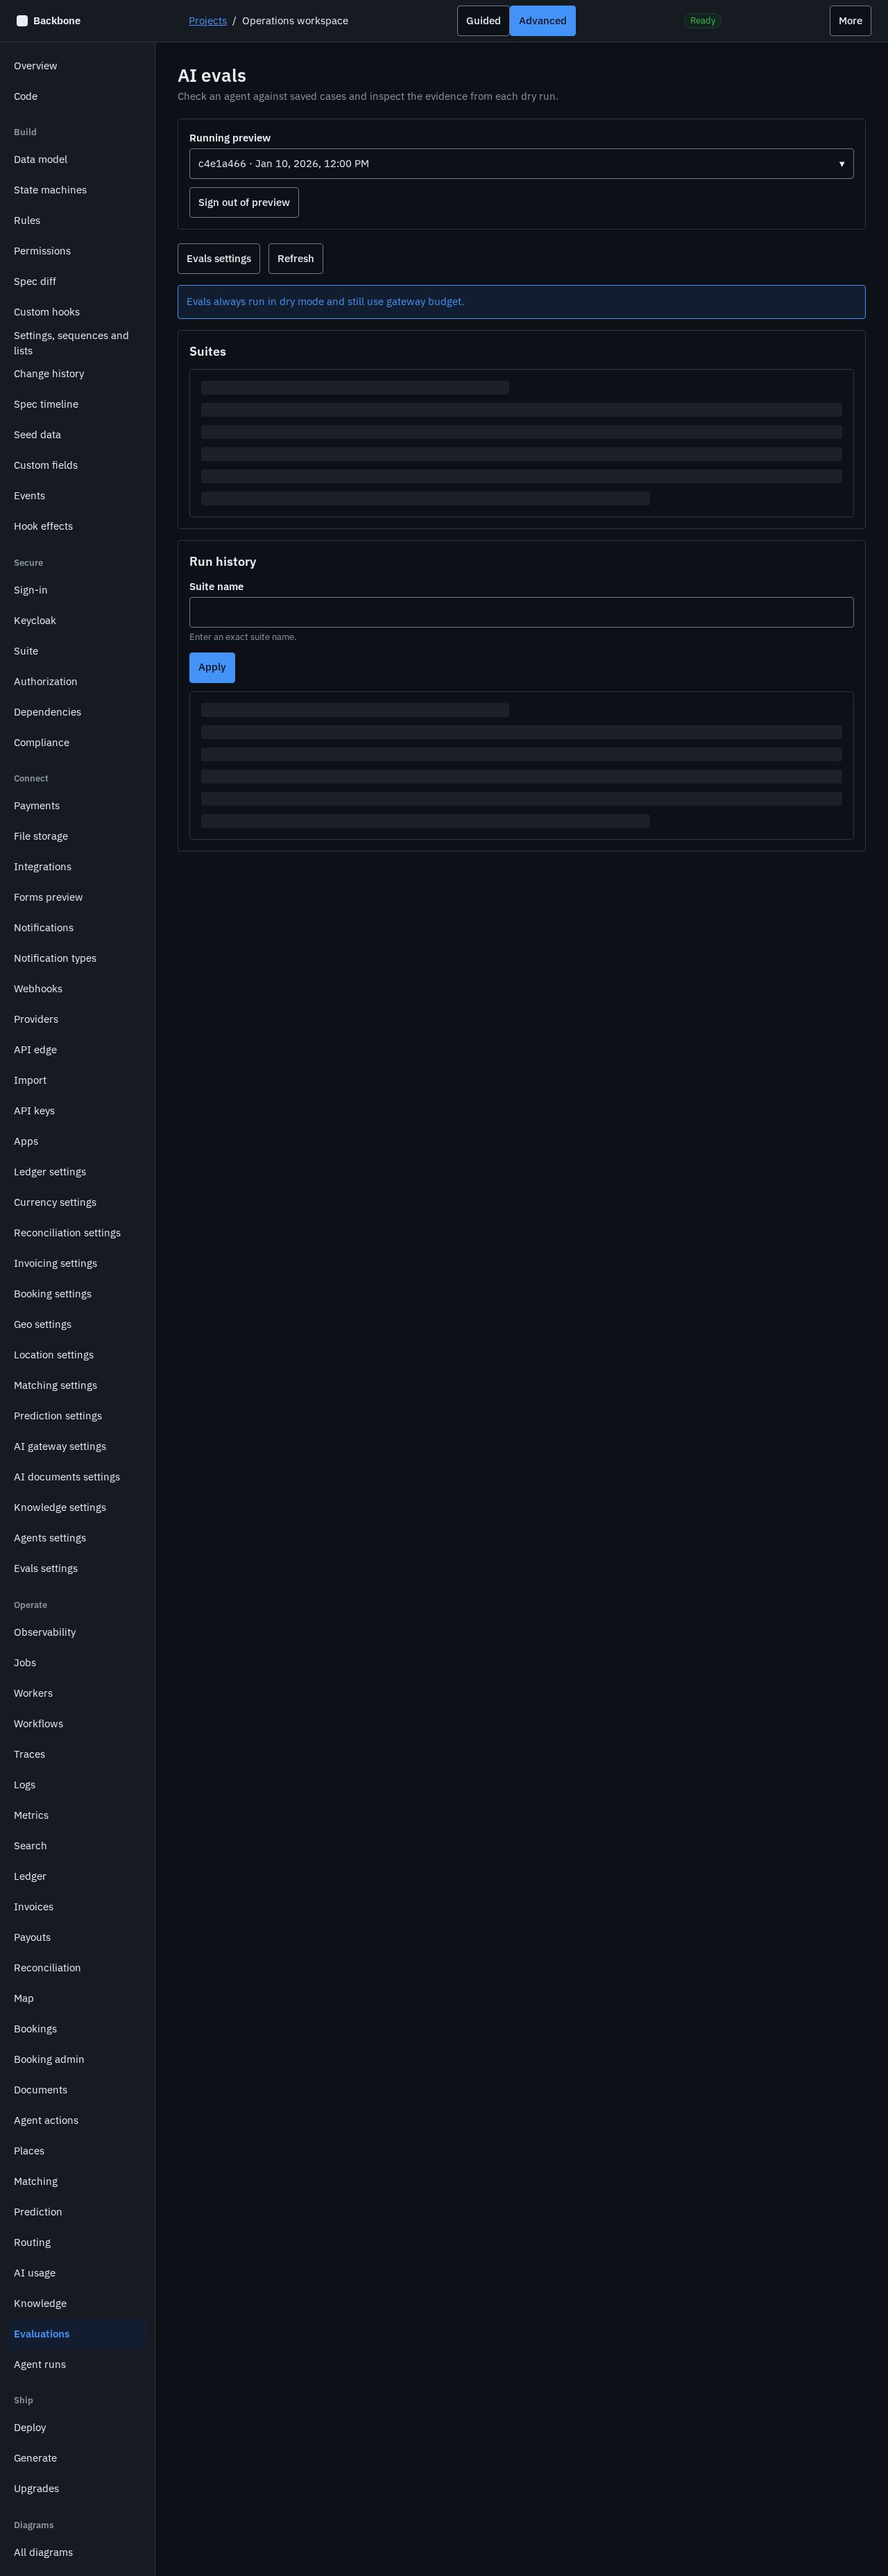 Backbone
Projects / Operations workspace
Guided
Advanced
Ready
More
Overview
Code
Build
Data model
State machines
Rules
Permissions
Spec diff
Custom hooks
Settings, sequences and
lists
Change history
Spec timeline
Seed data
Custom fields
Events
Hook effects
Secure
Sign-in
Keycloak
Suite
Authorization
Dependencies
Compliance
Connect
Payments
File storage
Integrations
Forms preview
Notifications
Notification types
Webhooks
Providers
API edge
Import
API keys
Apps
Ledger settings
Currency settings
Reconciliation settings
Invoicing settings
Booking settings
Geo settings
Location settings
Matching settings
Prediction settings
AI gateway settings
AI documents settings
Knowledge settings
Agents settings
Evals settings
Operate
Observability
Jobs
Workers
Workflows
Traces
Logs
Metrics
Search
Ledger
Invoices
Payouts
Reconciliation
Map
Bookings
Booking admin
Documents
Agent actions
Places
Matching
Prediction
Routing
AI usage
Knowledge
Evaluations
Agent runs
Ship
Deploy
Generate
Upgrades
Diagrams
All diagrams
AI evals
Check an agent against saved cases and inspect the evidence from each dry run.
Running preview
c4e1a466 · Jan 10, 2026, 12:00 PM
Sign out of preview
Evals settings
Refresh
Evals always run in dry mode and still use gateway budget.
Suites
Run history
Suite name
Enter an exact suite name.
Apply